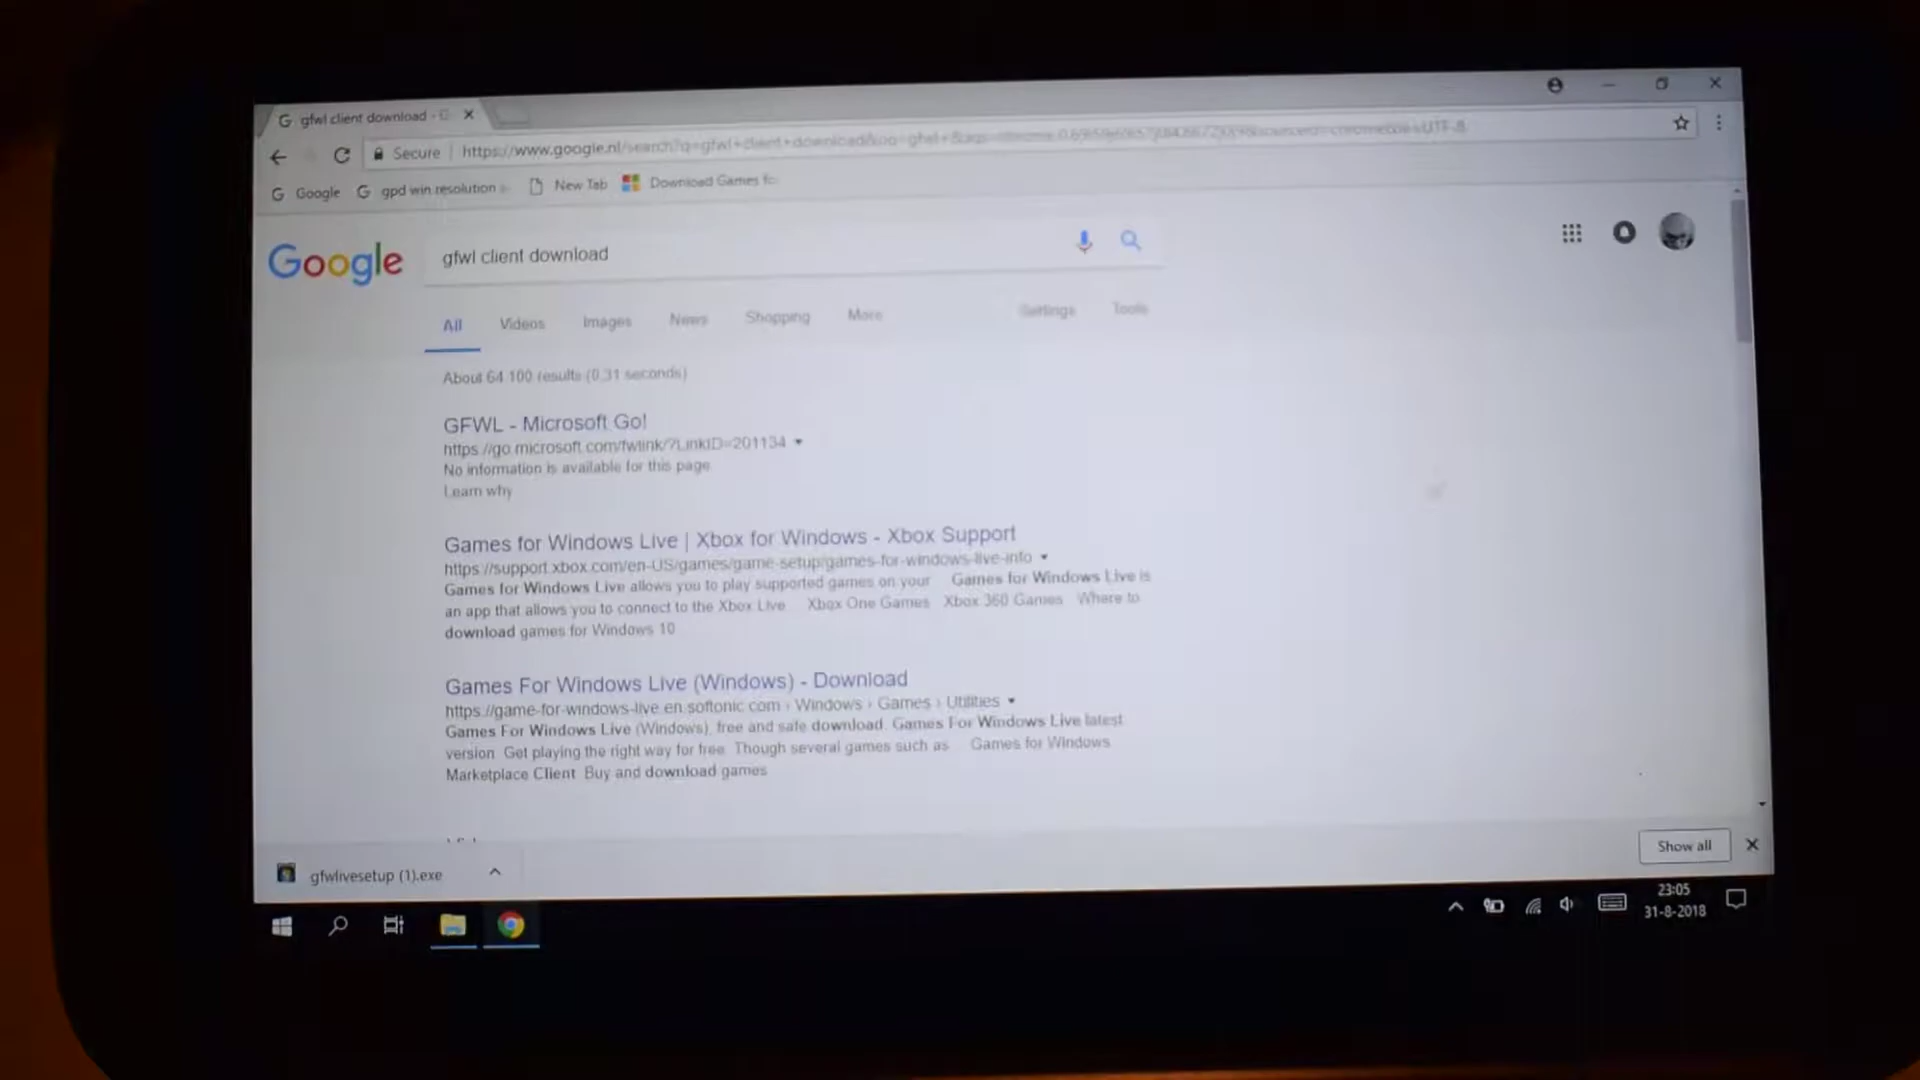 gfwl client download - G
Secure https://www.google.nl/search?q=gfwl+client+download&oq=gfwl+
Google gpd win resolution New Tab Download Games fo
Google gfwl client download
All Videos Images News Shopping More Settings Tools
About 64 100 results (0,31 seconds)
GFWL - Microsoft Go!
https://go.microsoft.com/fwlink/?LinkID=201134
No information is available for this page.
Learn why
Games for Windows Live | Xbox for Windows - Xbox Support
https://support.xbox.com/en-US/games/game-setup/games-for-windows-live-info
Games for Windows Live allows you to play supported games on your Games for Windows Live is
an app that allows you to connect to the Xbox Live Xbox One Games Xbox 360 Games Where to
download games for Windows 10
Games For Windows Live (Windows) - Download
https://game-for-windows-live.en.softonic.com › Windows › Games › Utilities
Games For Windows Live (Windows), free and safe download. Games For Windows Live latest
version. Get playing the right way for free. Though several games such as Games for Windows
Marketplace Client Buy and download games
Show all
gfwlivesetup (1).exe
23:05
31-8-2018